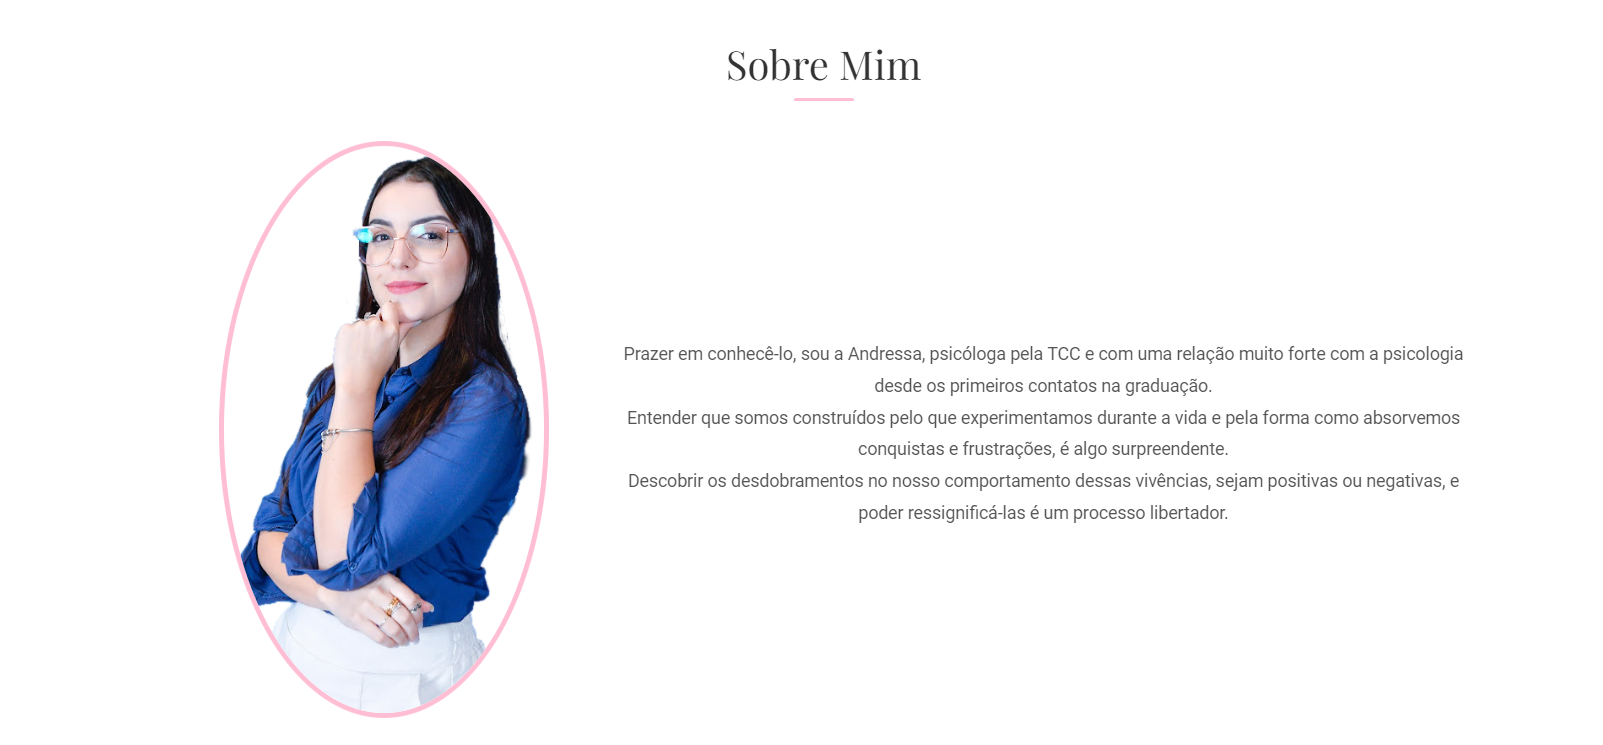 Sobre Mim
Prazer em conhecê-lo, sou a Andressa, psicóloga pela TCC e com uma relação muito forte com a psicologia
desde os primeiros contatos na graduação.
Entender que somos construídos pelo que experimentamos durante a vida e pela forma como absorvemos
conquistas e frustrações, é algo surpreendente.
Descobrir os desdobramentos no nosso comportamento dessas vivências, sejam positivas ou negativas, e
poder ressignificá-las é um processo libertador.